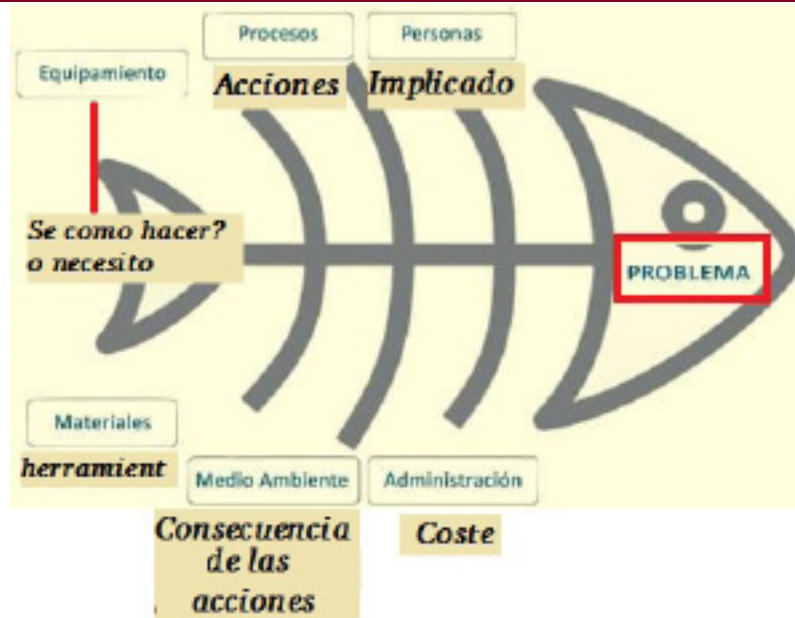 Procesos
Personas
Equipamiento
Acciones
Implicado
Se como hacer?
o necesito
PROBLEMA
Materiales
herramient
Medio Ambiente
Administración
Consecuencia
de las
acciones
Coste